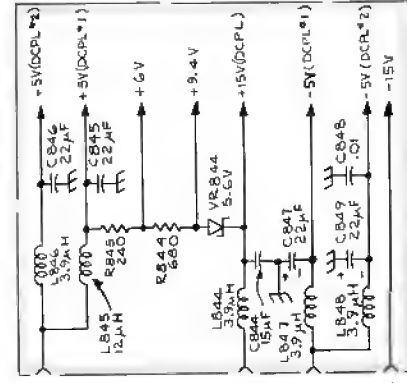 +5V (DCPL#2)
+5V (DCPL#1)
+6V
+9.4V
+15V (DCPL)
-5V (DCPL#1)
-5V (DCPL#2)
-15V
C846
22µF
C845
22µF
VR844
5.6V
C847
22µF
C848
.01
C849
22µF
L846
3.9µH
R845
240
R844
680
L845
12µH
L844
3.9µH
C844
15µF
L847
3.9µH
L848
3.9µH